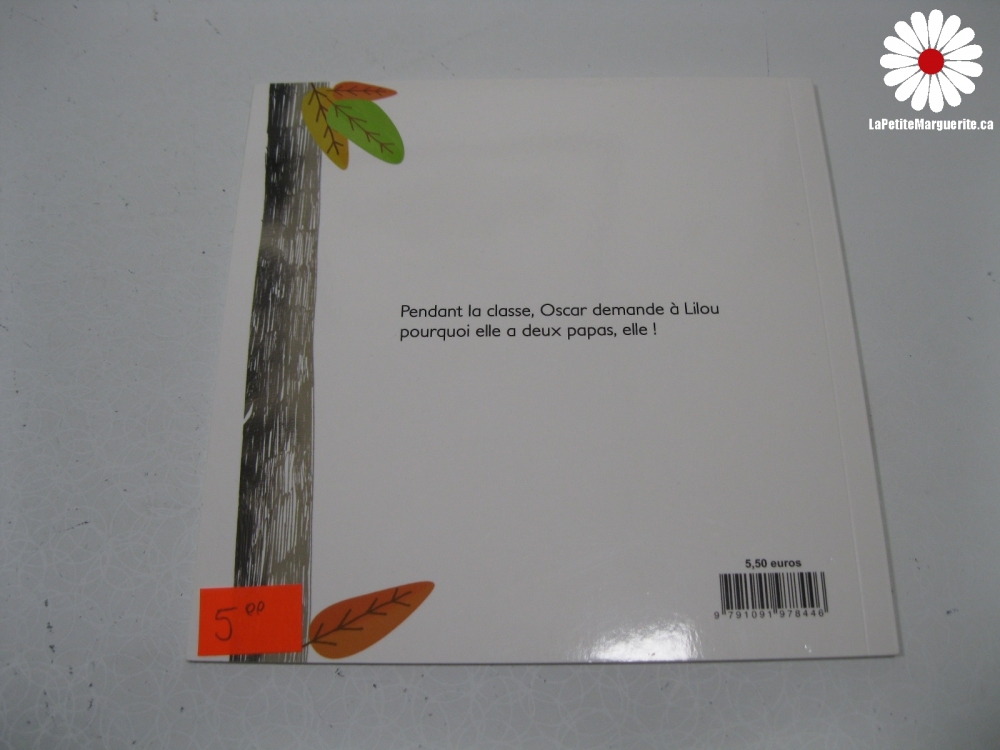 LaPetiteMarguerite.ca
Pendant la classe, Oscar demande à Lilou
pourquoi elle a deux papas, elle !
5,50 euros
9 791091 978446
5⁰⁰